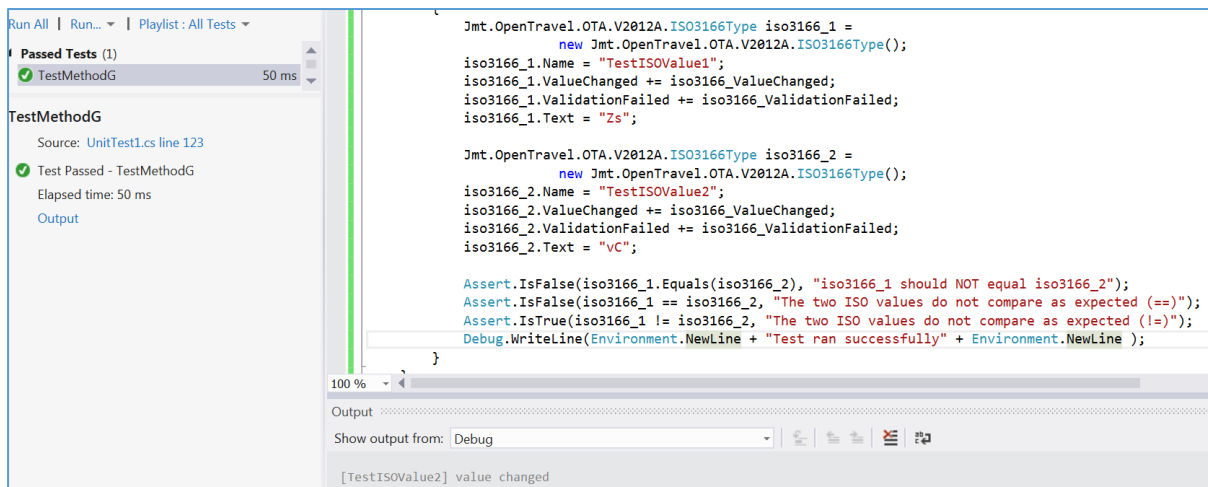 Run All | Run... | Playlist : All Tests
Passed Tests (1)
TestMethodG 50 ms
TestMethodG
Source: UnitTest1.cs line 123
Test Passed - TestMethodG
Elapsed time: 50 ms
Output
{
Jmt.OpenTravel.OTA.V2012A.ISO3166Type iso3166_1 =
new Jmt.OpenTravel.OTA.V2012A.ISO3166Type();
iso3166_1.Name = "TestISOValue1";
iso3166_1.ValueChanged += iso3166_ValueChanged;
iso3166_1.ValidationFailed += iso3166_ValidationFailed;
iso3166_1.Text = "Zs";
Jmt.OpenTravel.OTA.V2012A.ISO3166Type iso3166_2 =
new Jmt.OpenTravel.OTA.V2012A.ISO3166Type();
iso3166_2.Name = "TestISOValue2";
iso3166_2.ValueChanged += iso3166_ValueChanged;
iso3166_2.ValidationFailed += iso3166_ValidationFailed;
iso3166_2.Text = "vC";
Assert.IsFalse(iso3166_1.Equals(iso3166_2), "iso3166_1 should NOT equal iso3166_2");
Assert.IsFalse(iso3166_1 == iso3166_2, "The two ISO values do not compare as expected (==)");
Assert.IsTrue(iso3166_1 != iso3166_2, "The two ISO values do not compare as expected (!=)");
Debug.WriteLine(Environment.NewLine + "Test ran successfully" + Environment.NewLine );
}
100 %
Output
Show output from: Debug
[TestISOValue2] value changed